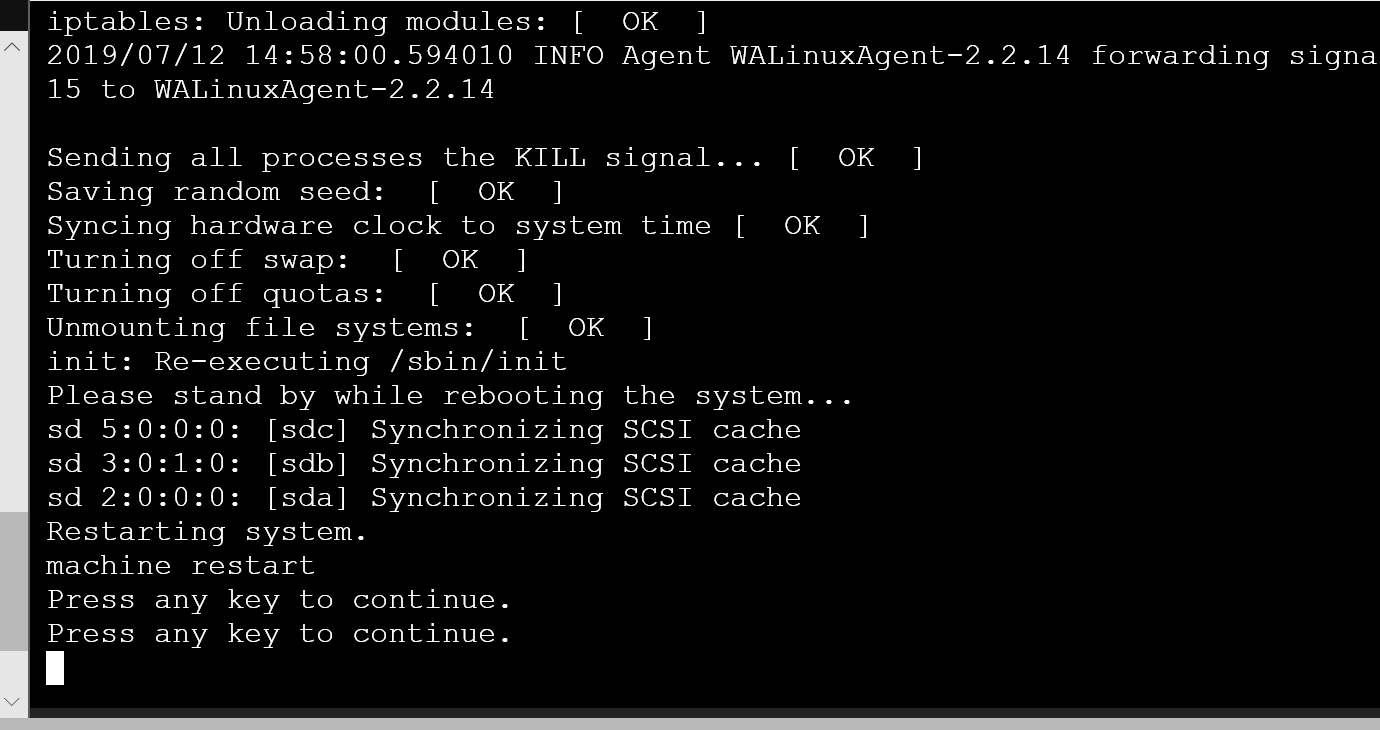 iptables: Unloading modules: [  OK  ]
2019/07/12 14:58:00.594010 INFO Agent WALinuxAgent-2.2.14 forwarding signa
15 to WALinuxAgent-2.2.14
Sending all processes the KILL signal... [  OK  ]
Saving random seed:  [  OK  ]
Syncing hardware clock to system time [  OK  ]
Turning off swap:  [  OK  ]
Turning off quotas:  [  OK  ]
Unmounting file systems:  [  OK  ]
init: Re-executing /sbin/init
Please stand by while rebooting the system...
sd 5:0:0:0: [sdc] Synchronizing SCSI cache
sd 3:0:1:0: [sdb] Synchronizing SCSI cache
sd 2:0:0:0: [sda] Synchronizing SCSI cache
Restarting system.
machine restart
Press any key to continue.
Press any key to continue.